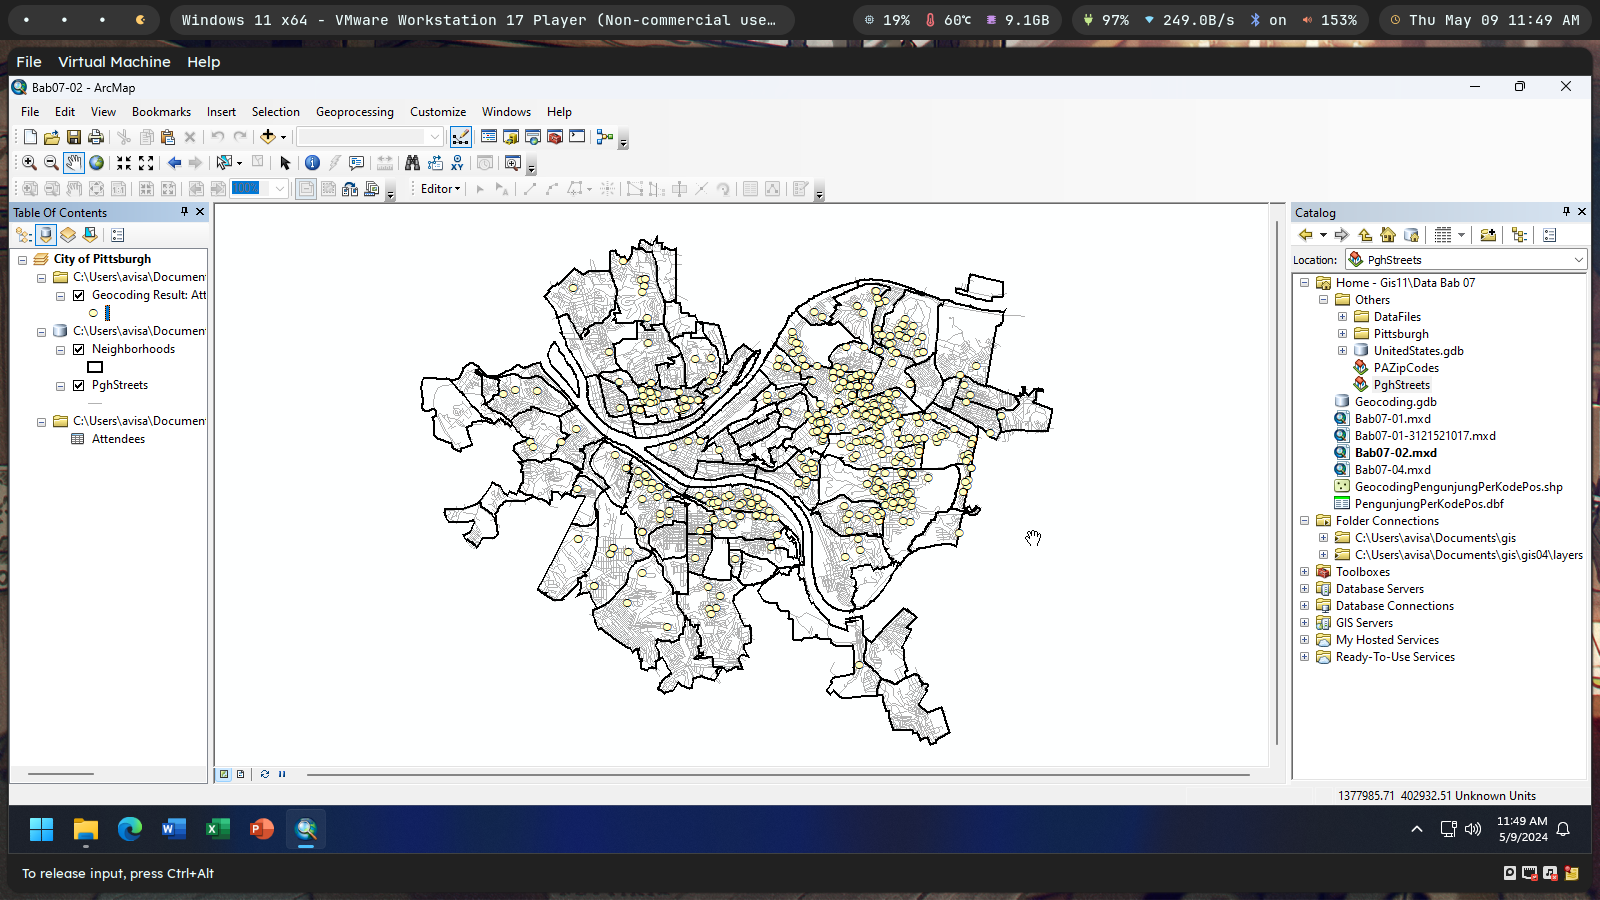 Windows 11 x64 - VMware Workstation 17 Player (Non-commercial use…
19% 60℃ 9.1GB
97% 249.0B/s on 153%
Thu May 09 11:49 AM
File Virtual Machine Help
Bab07-02 - ArcMap
File Edit View Bookmarks Insert Selection Geoprocessing Customize Windows Help
100%
Editor
Table Of Contents
City of Pittsburgh
C:\Users\avisa\Document
Geocoding Result: Att
C:\Users\avisa\Document
Neighborhoods
PghStreets
C:\Users\avisa\Document
Attendees
Catalog
Location: PghStreets
Home - Gis11\Data Bab 07
Others
DataFiles
Pittsburgh
UnitedStates.gdb
PAZipCodes
PghStreets
Geocoding.gdb
Bab07-01.mxd
Bab07-01-3121521017.mxd
Bab07-02.mxd
Bab07-04.mxd
GeocodingPengunjungPerKodePos.shp
PengunjungPerKodePos.dbf
Folder Connections
C:\Users\avisa\Documents\gis
C:\Users\avisa\Documents\gis\gis04\layers
Toolboxes
Database Servers
Database Connections
GIS Servers
My Hosted Services
Ready-To-Use Services
1377985.71 402932.51 Unknown Units
11:49 AM
5/9/2024
To release input, press Ctrl+Alt